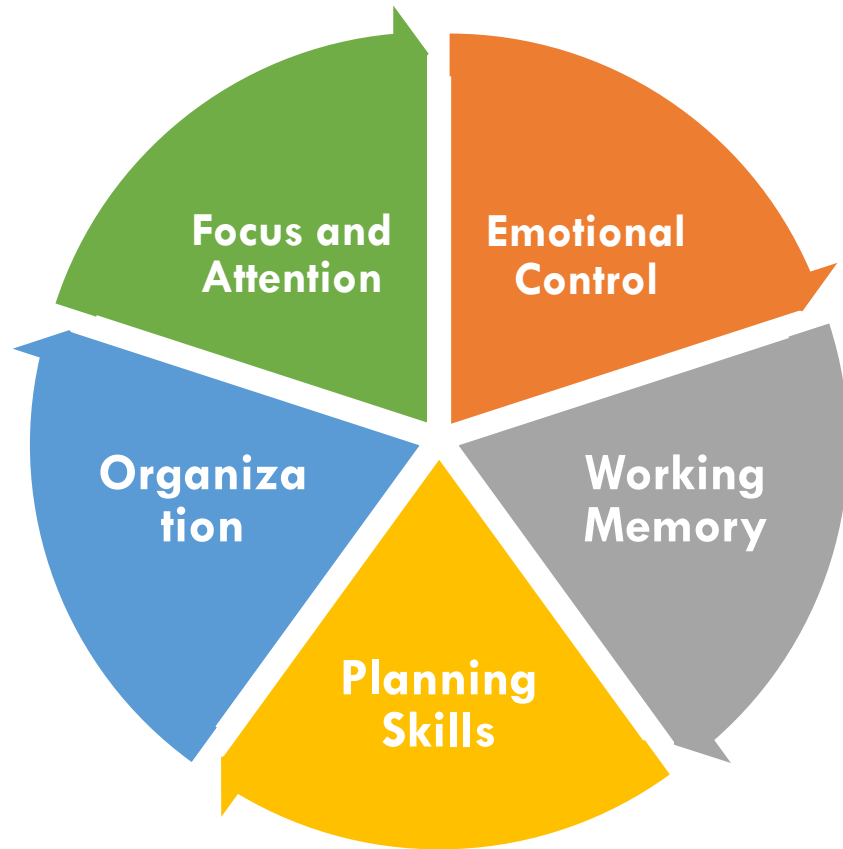 Focus and
Attention
Emotional
Control
Organiza
tion
Working
Memory
Planning
Skills